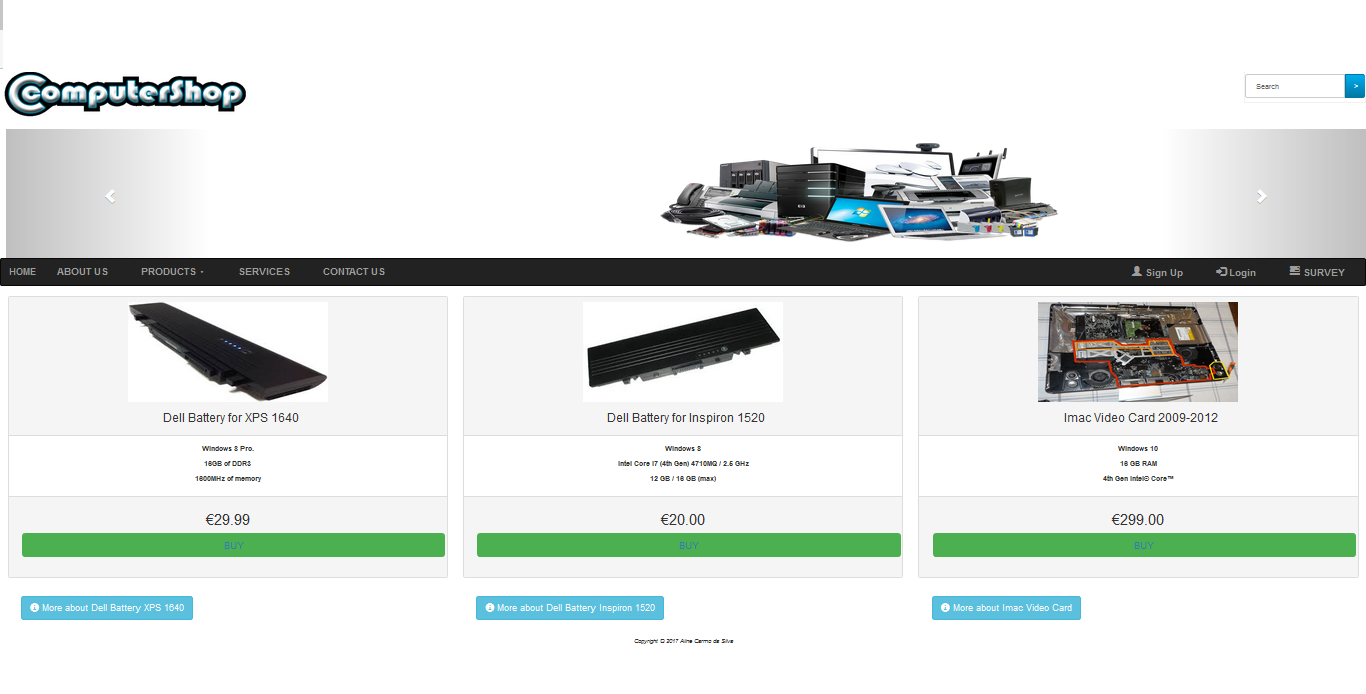 ComputerShop
Search >
HOME ABOUT US PRODUCTS SERVICES CONTACT US Sign Up Login SURVEY
Dell Battery for XPS 1640
Windows 8 Pro.
16GB of DDR3
1600MHz of memory
€29.99
BUY
More about Dell Battery XPS 1640
Dell Battery for Inspiron 1520
Windows 8
Intel Core i7 (4th Gen) 4710MQ / 2.5 GHz
12 GB / 16 GB (max)
€20.00
BUY
More about Dell Battery Inspiron 1520
Imac Video Card 2009-2012
Windows 10
16 GB RAM
4th Gen Intel® Core™
€299.00
BUY
More about Imac Video Card
Copyright © 2017 Aline Carmo da Silva